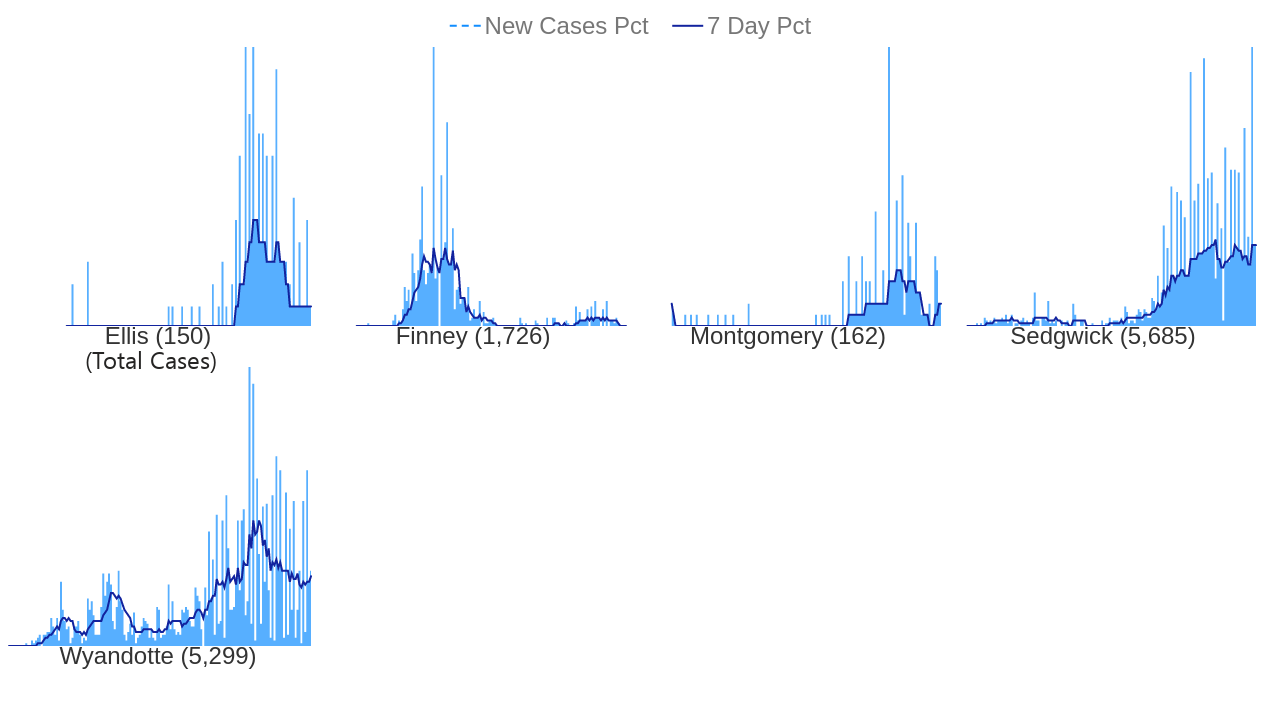 New Cases Pct 7 Day Pct
Ellis (150)
(Total Cases)
Finney (1,726)
Montgomery (162)
Sedgwick (5,685)
Wyandotte (5,299)